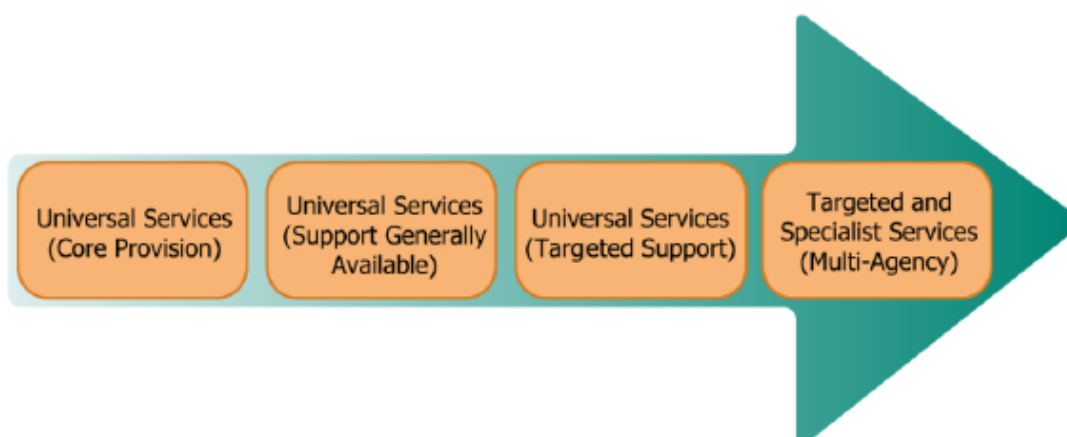 Universal Services
(Core Provision)
Universal Services
(Support Generally
Available)
Universal Services
(Targeted Support)
Targeted and
Specialist Services
(Multi-Agency)